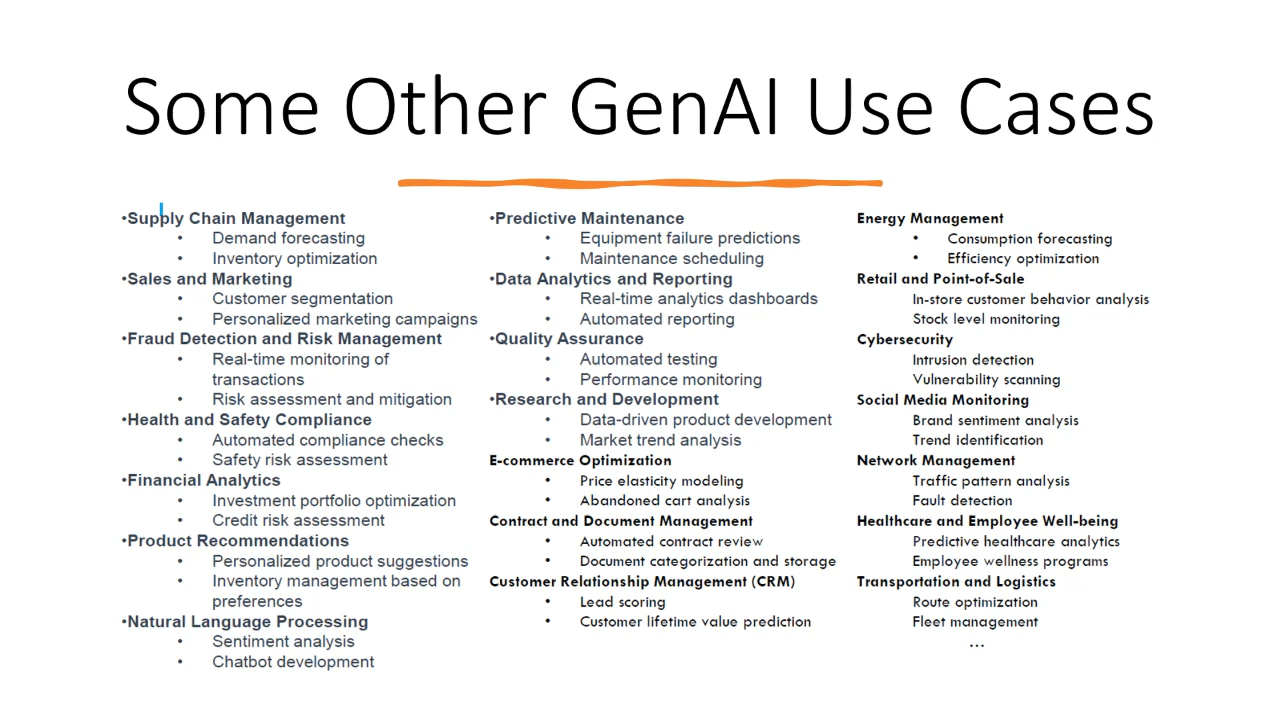 Some Other GenAI Use Cases
•Supply Chain Management
• Demand forecasting
• Inventory optimization
•Sales and Marketing
• Customer segmentation
• Personalized marketing campaigns
•Fraud Detection and Risk Management
• Real-time monitoring of
transactions
• Risk assessment and mitigation
•Health and Safety Compliance
• Automated compliance checks
• Safety risk assessment
•Financial Analytics
• Investment portfolio optimization
• Credit risk assessment
•Product Recommendations
• Personalized product suggestions
• Inventory management based on
preferences
•Natural Language Processing
• Sentiment analysis
• Chatbot development
•Predictive Maintenance
• Equipment failure predictions
• Maintenance scheduling
•Data Analytics and Reporting
• Real-time analytics dashboards
• Automated reporting
•Quality Assurance
• Automated testing
• Performance monitoring
•Research and Development
• Data-driven product development
• Market trend analysis
E-commerce Optimization
• Price elasticity modeling
• Abandoned cart analysis
Contract and Document Management
• Automated contract review
• Document categorization and storage
Customer Relationship Management (CRM)
• Lead scoring
• Customer lifetime value prediction
Energy Management
• Consumption forecasting
• Efficiency optimization
Retail and Point-of-Sale
In-store customer behavior analysis
Stock level monitoring
Cybersecurity
Intrusion detection
Vulnerability scanning
Social Media Monitoring
Brand sentiment analysis
Trend identification
Network Management
Traffic pattern analysis
Fault detection
Healthcare and Employee Well-being
Predictive healthcare analytics
Employee wellness programs
Transportation and Logistics
Route optimization
Fleet management
…